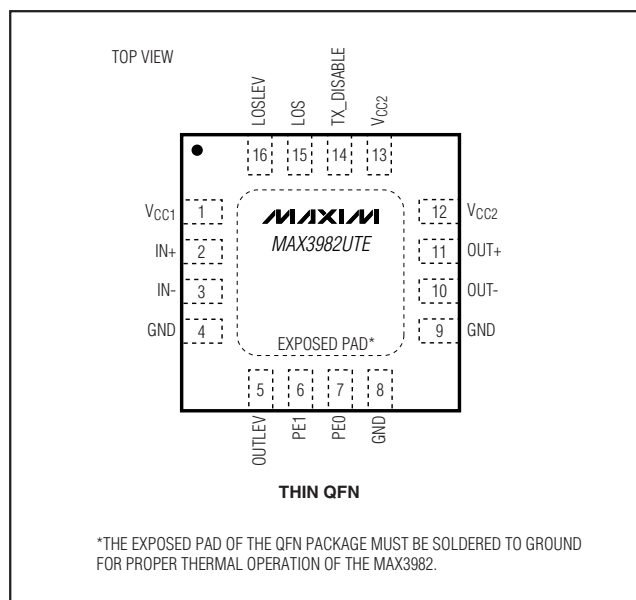 TOP VIEW
LOSLEV
LOS
TX_DISABLE
VCC2
16 15 14 13
VCC1 1
IN+ 2
IN- 3
GND 4
MAXIM
MAX3982UTE
EXPOSED PAD*
12 VCC2
11 OUT+
10 OUT-
9 GND
5 6 7 8
OUTLEV
PE1
PE0
GND
THIN QFN
*THE EXPOSED PAD OF THE QFN PACKAGE MUST BE SOLDERED TO GROUND
FOR PROPER THERMAL OPERATION OF THE MAX3982.